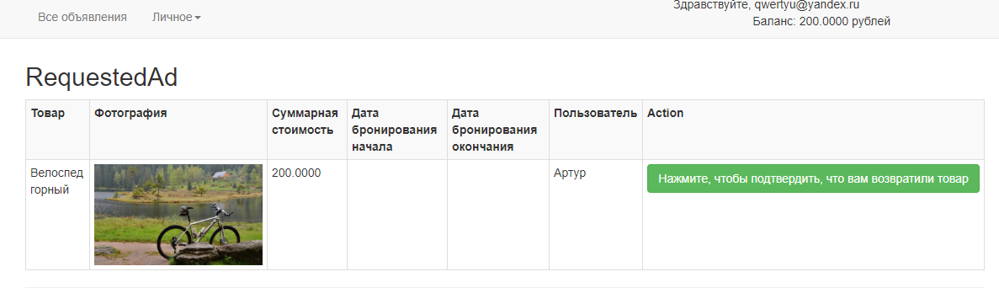 Здравствуйте, qwertyu@yandex.ru
Все объявления Личное
Баланс: 200.0000 рублей
RequestedAd
Товар Фотография Суммарная стоимость Дата бронирования начала Дата бронирования окончания Пользователь Action
Велоспед горный 200.0000 Артур Нажмите, чтобы подтвердить, что вам возвратили товар